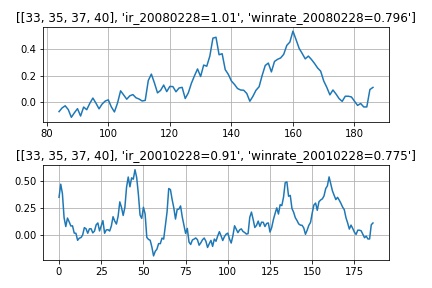 [[33, 35, 37, 40], 'ir_20080228=1.01', 'winrate_20080228=0.796']
0.4
0.2
0.0
80 100 120 140 160 180
[[33, 35, 37, 40], 'ir_20010228=0.91', 'winrate_20010228=0.775']
0.50
0.25
0.00
0 25 50 75 100 125 150 175